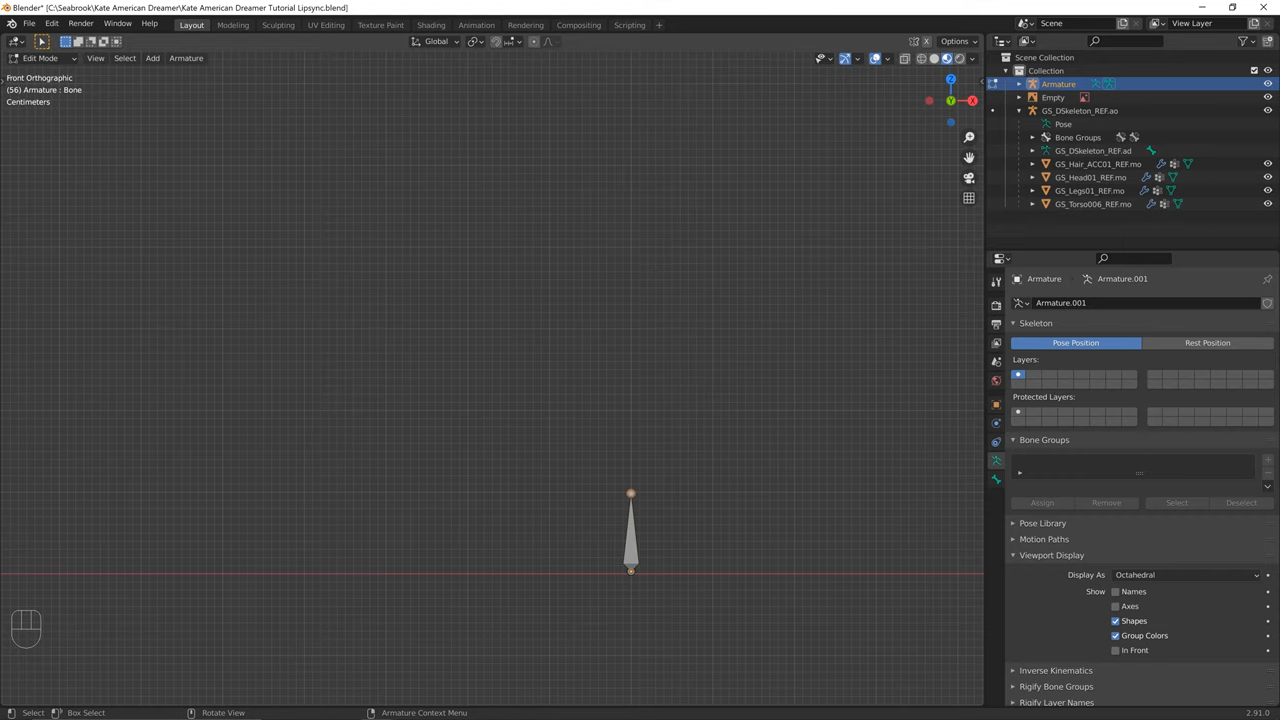 Blender* [C:\Seabrook\Kate American Dreamer\Kate American Dreamer Tutorial Lipsync.blend]
File Edit Render Window Help Layout Modeling Sculpting UV Editing Texture Paint Shading Animation Rendering Compositing Scripting + Scene View Layer
Global Options
Edit Mode View Select Add Armature
Front Orthographic
(56) Armature : Bone
Centimeters
Z
Y
X
Scene Collection
Collection
Armature
Empty
GS_DSkeleton_REF.ao
Pose
Bone Groups
GS_DSkeleton_REF.ad
GS_Hair_ACC01_REF.mo
GS_Head01_REF.mo
GS_Legs01_REF.mo
GS_Torso006_REF.mo
Armature Armature.001
Armature.001
Skeleton
Pose Position Rest Position
Layers:
Protected Layers:
Bone Groups
Assign Remove Select Deselect
Pose Library
Motion Paths
Viewport Display
Display As Octahedral
Show Names
Axes
Shapes
Group Colors
In Front
Inverse Kinematics
Rigify Bone Groups
Rigify Layer Names
Select Box Select Rotate View Armature Context Menu 2.91.0